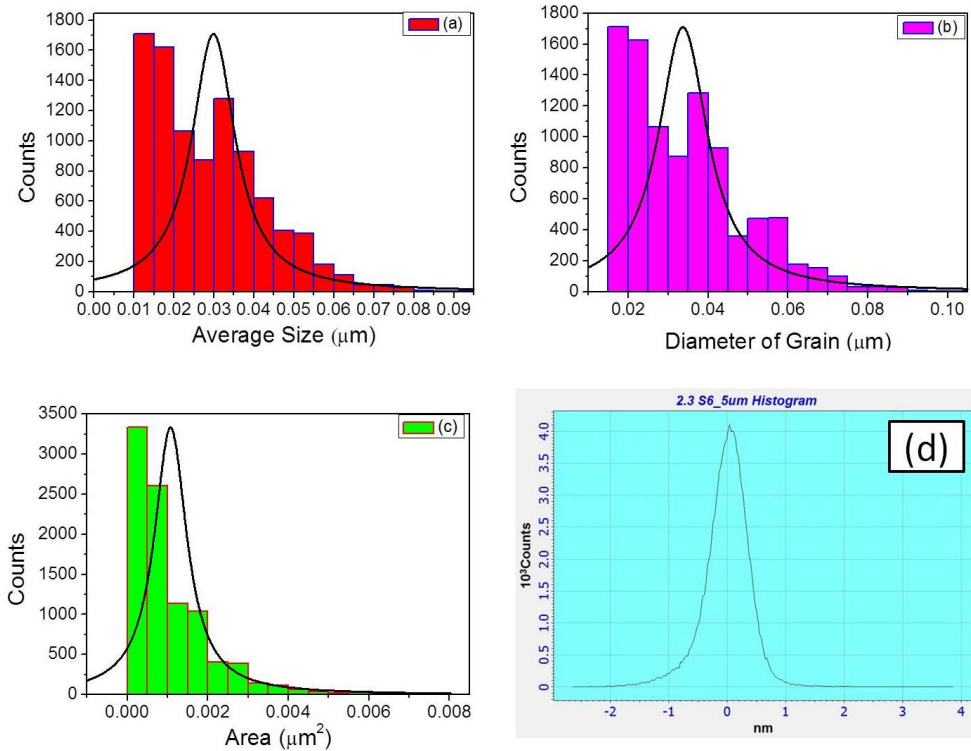 1800
1600
1400
1200
1000
800
600
400
200
0
Counts
(a)
0.00 0.01 0.02 0.03 0.04 0.05 0.06 0.07 0.08 0.09
Average Size (μm)
1800
1600
1400
1200
1000
800
600
400
200
0
Counts
(b)
0.02 0.04 0.06 0.08 0.10
Diameter of Grain (μm)
3500
3000
2500
2000
1500
1000
500
0
Counts
(c)
0.000 0.002 0.004 0.006 0.008
Area (μm²)
2.3 S6_5um Histogram
(d)
4.0
3.5
3.0
2.5
2.0
1.5
1.0
0.5
0
10³Counts
-2 -1 0 1 2 3 4
nm